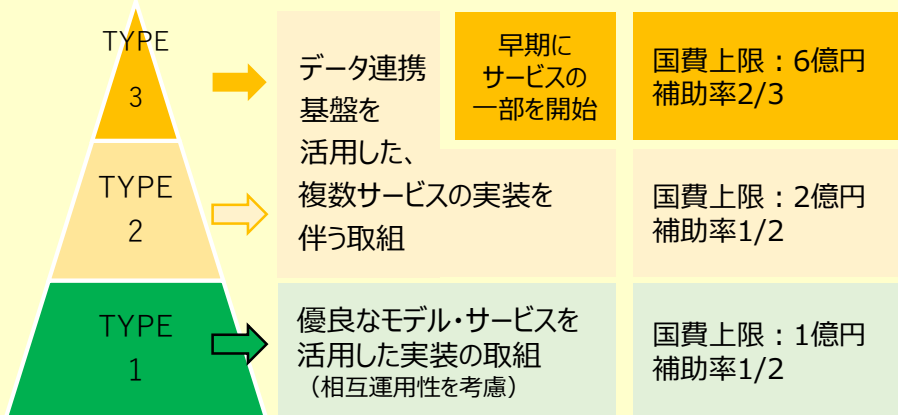 TYPE
3
データ連携
基盤を
活用した、
複数サービスの実装を
伴う取組
早期に
サービスの
一部を開始
国費上限：6億円
補助率2/3
TYPE
2
国費上限：2億円
補助率1/2
TYPE
1
優良なモデル・サービスを
活用した実装の取組
（相互運用性を考慮）
国費上限：1億円
補助率1/2